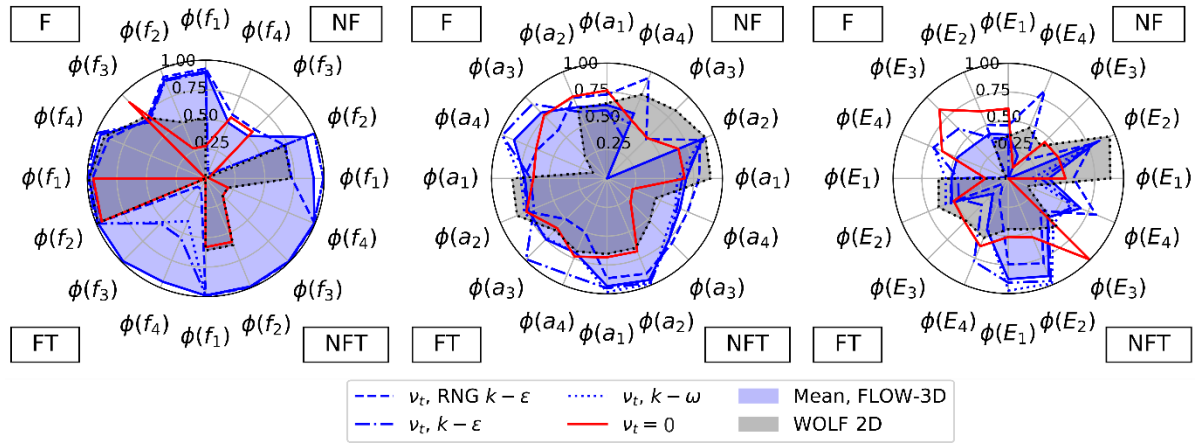 F
NF
FT
NFT
ϕ(f₁)
ϕ(f₄)
ϕ(f₃)
ϕ(f₂)
ϕ(f₁)
ϕ(f₄)
ϕ(f₃)
ϕ(f₂)
ϕ(f₁)
ϕ(f₄)
ϕ(f₃)
ϕ(f₂)
ϕ(f₁)
ϕ(f₄)
ϕ(f₃)
ϕ(f₂)
1.00
0.75
0.50
0.25
F
NF
FT
NFT
ϕ(a₁)
ϕ(a₄)
ϕ(a₃)
ϕ(a₂)
ϕ(a₁)
ϕ(a₄)
ϕ(a₃)
ϕ(a₂)
ϕ(a₁)
ϕ(a₄)
ϕ(a₃)
ϕ(a₂)
ϕ(a₁)
ϕ(a₄)
ϕ(a₃)
ϕ(a₂)
1.00
0.75
0.50
0.25
NF
NFT
ϕ(E₁)
ϕ(E₄)
ϕ(E₃)
ϕ(E₂)
ϕ(E₁)
ϕ(E₄)
ϕ(E₃)
ϕ(E₂)
ϕ(E₁)
ϕ(E₄)
ϕ(E₃)
ϕ(E₂)
ϕ(E₁)
ϕ(E₄)
ϕ(E₃)
ϕ(E₂)
1.00
0.75
0.50
0.25
F
FT
νₜ, RNG k − ε
νₜ, k − ε
νₜ, k − ω
νₜ = 0
Mean, FLOW-3D
WOLF 2D